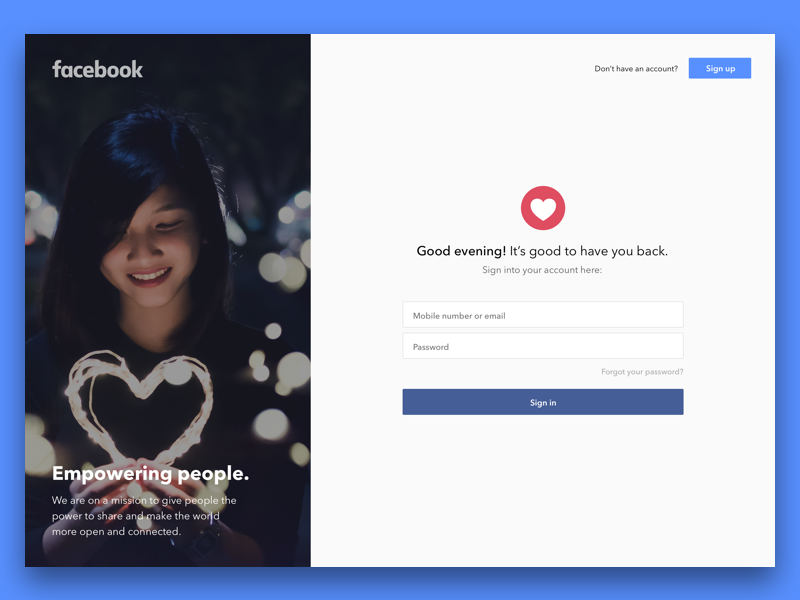 facebook
Empowering people.
We are on a mission to give people the
power to share and make the world
more open and connected.
Don't have an account?
Sign up
Good evening! It's good to have you back.
Sign into your account here:
Mobile number or email
Password
Forgot your password?
Sign in